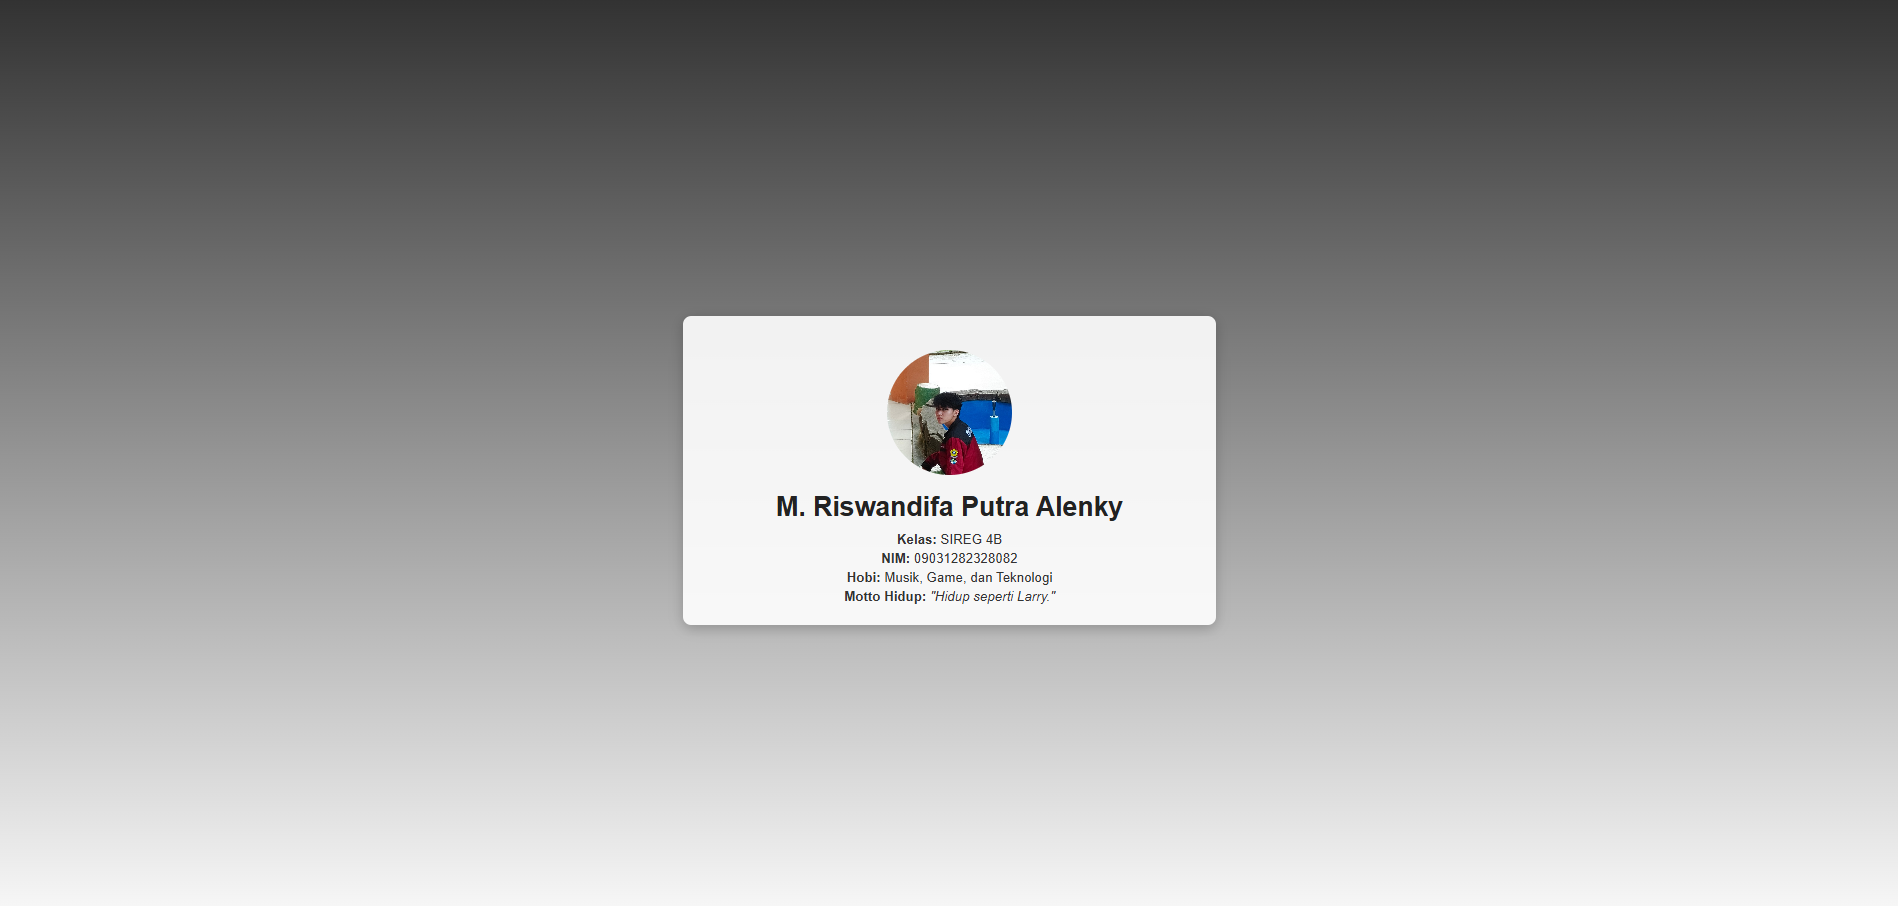 M. Riswandifa Putra Alenky
Kelas: SIREG 4B
NIM: 09031282328082
Hobi: Musik, Game, dan Teknologi
Motto Hidup: "Hidup seperti Larry."